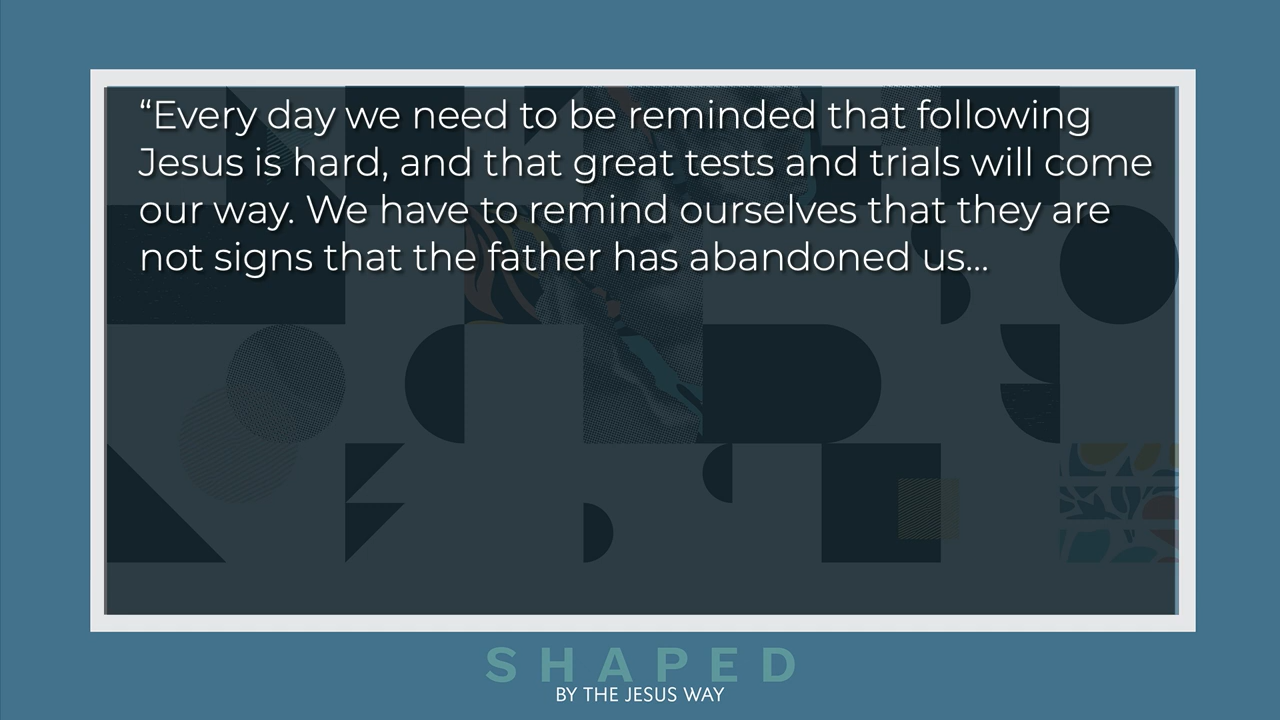 “Every day we need to be reminded that following
Jesus is hard, and that great tests and trials will come
our way. We have to remind ourselves that they are
not signs that the father has abandoned us...
SHAPED
BY THE JESUS WAY